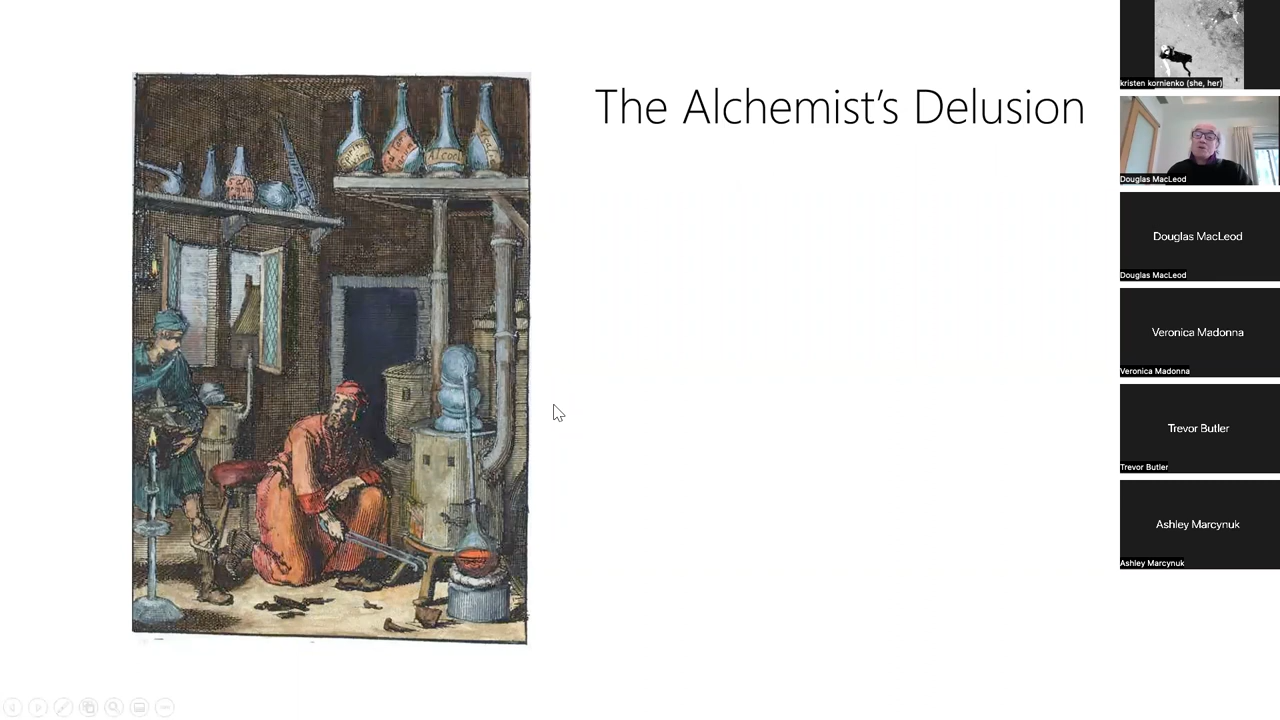 The Alchemist's Delusion
Alcool
kristen kornienko (she, her)
Douglas MacLeod
Douglas MacLeod
Douglas MacLeod
Veronica Madonna
Veronica Madonna
Trevor Butler
Trevor Butler
Ashley Marcynuk
Ashley Marcynuk